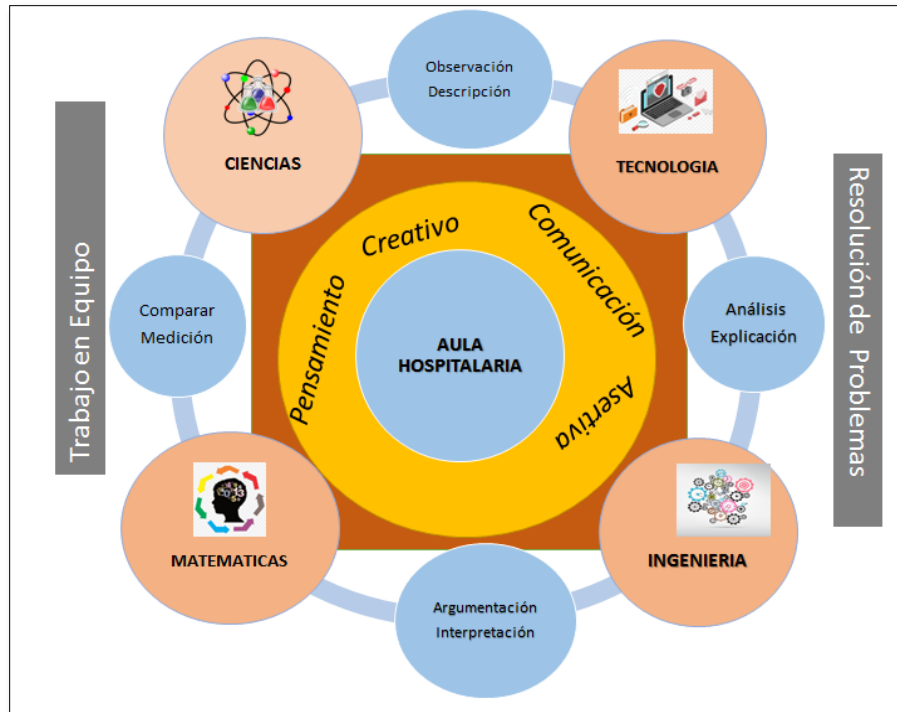 Observación
Descripción
CIENCIAS
TECNOLOGIA
Trabajo en Equipo
Resolución de Problemas
Pensamiento Creativo
Comunicación Asertiva
Comparar
Medición
AULA
HOSPITALARIA
Análisis
Explicación
MATEMATICAS
INGENIERIA
Argumentación
Interpretación